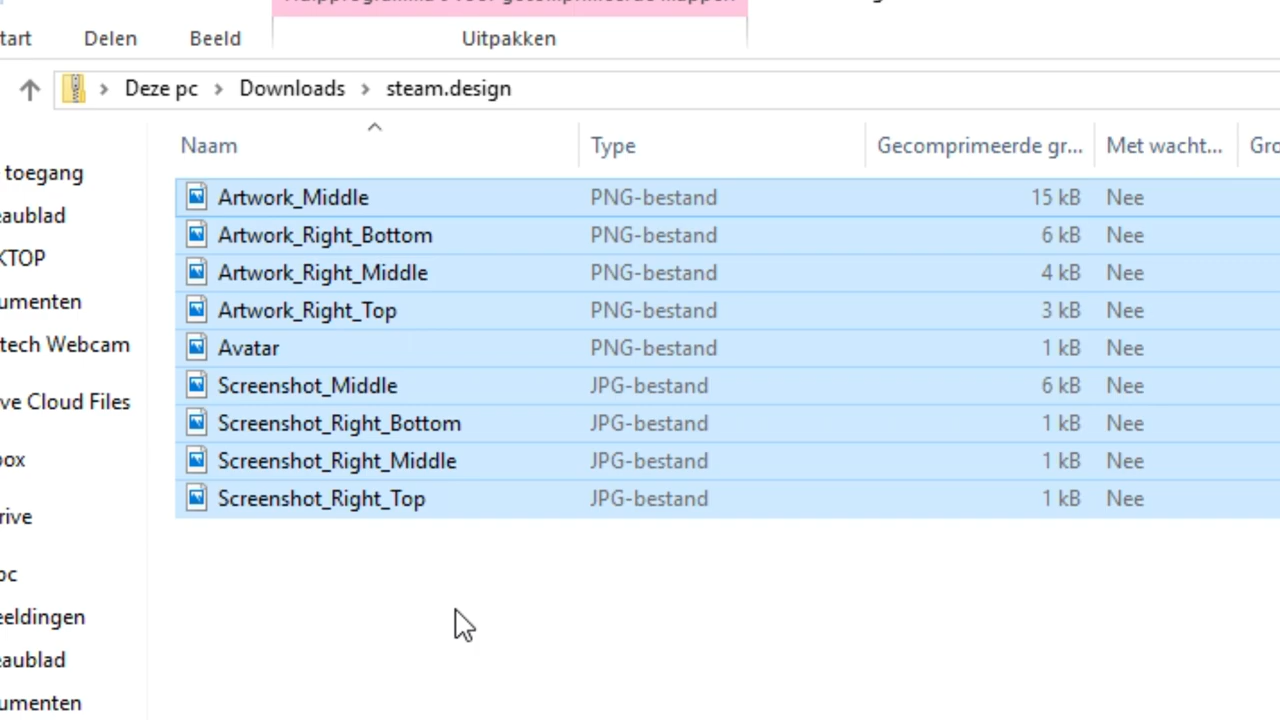 tart Delen Beeld Uitpakken
Deze pc Downloads steam.design
Naam Type Gecomprimeerde gr... Met wacht... Gro
toegang
eaublad
KTOP
umenten
tech Webcam
ve Cloud Files
box
rive
pc
eeldingen
eaublad
umenten
Artwork_Middle PNG-bestand 15 kB Nee
Artwork_Right_Bottom PNG-bestand 6 kB Nee
Artwork_Right_Middle PNG-bestand 4 kB Nee
Artwork_Right_Top PNG-bestand 3 kB Nee
Avatar PNG-bestand 1 kB Nee
Screenshot_Middle JPG-bestand 6 kB Nee
Screenshot_Right_Bottom JPG-bestand 1 kB Nee
Screenshot_Right_Middle JPG-bestand 1 kB Nee
Screenshot_Right_Top JPG-bestand 1 kB Nee